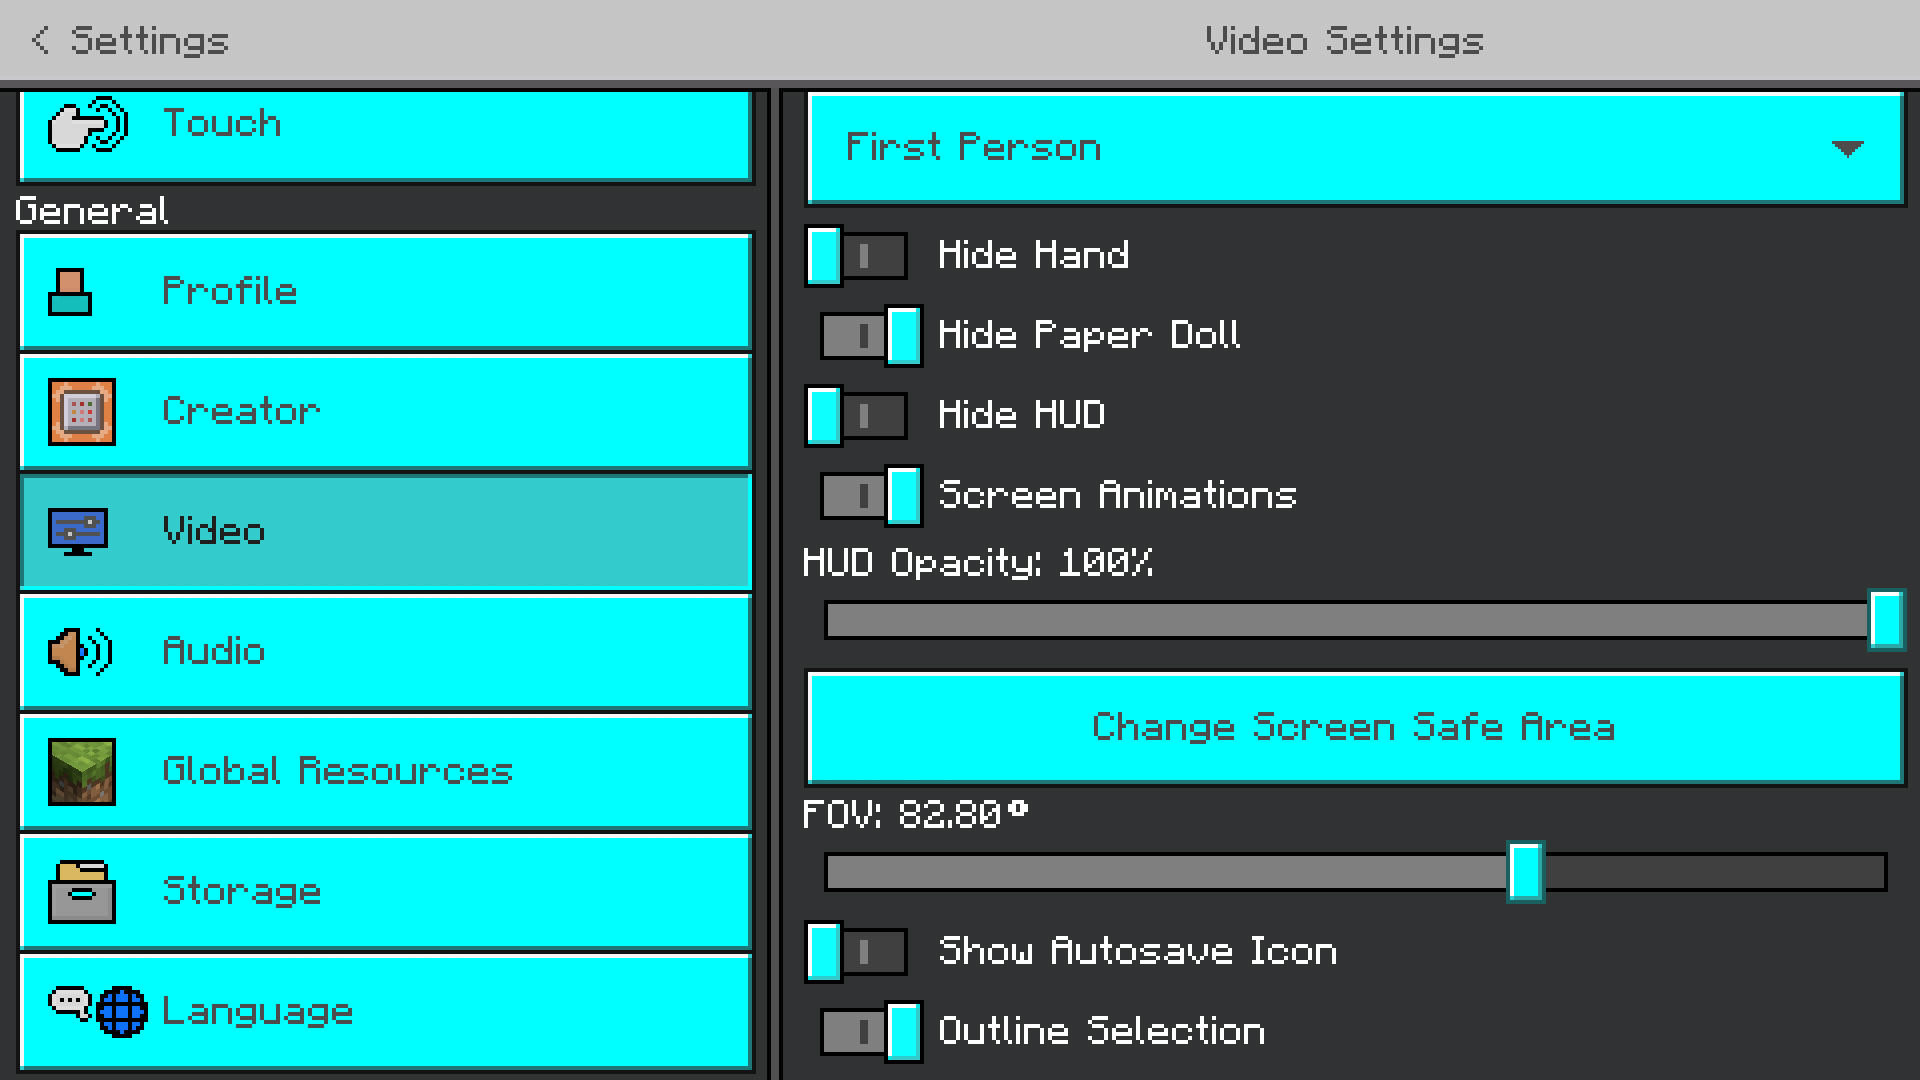 Settings
Video Settings
Touch
General
Profile
Creator
Video
Audio
Global Resources
Storage
Language
First Person
Hide Hand
Hide Paper Doll
Hide HUD
Screen Animations
HUD Opacity: 100%
Change Screen Safe Area
FOV: 82.80°
Show Autosave Icon
Outline Selection